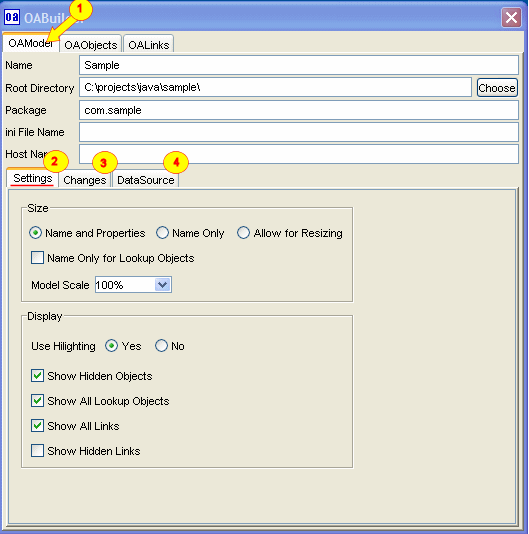 oa OABuil 1
OAModel OAObjects OALinks
Name Sample
Root Directory C:\projects\java\sample\ Choose
Package com.sample
ini File Name
Host
2 3 4
Settings Changes DataSource
Size
Name and Properties Name Only Allow for Resizing
Name Only for Lookup Objects
Model Scale 100%
Display
Use Hilighting Yes No
Show Hidden Objects
Show All Lookup Objects
Show All Links
Show Hidden Links